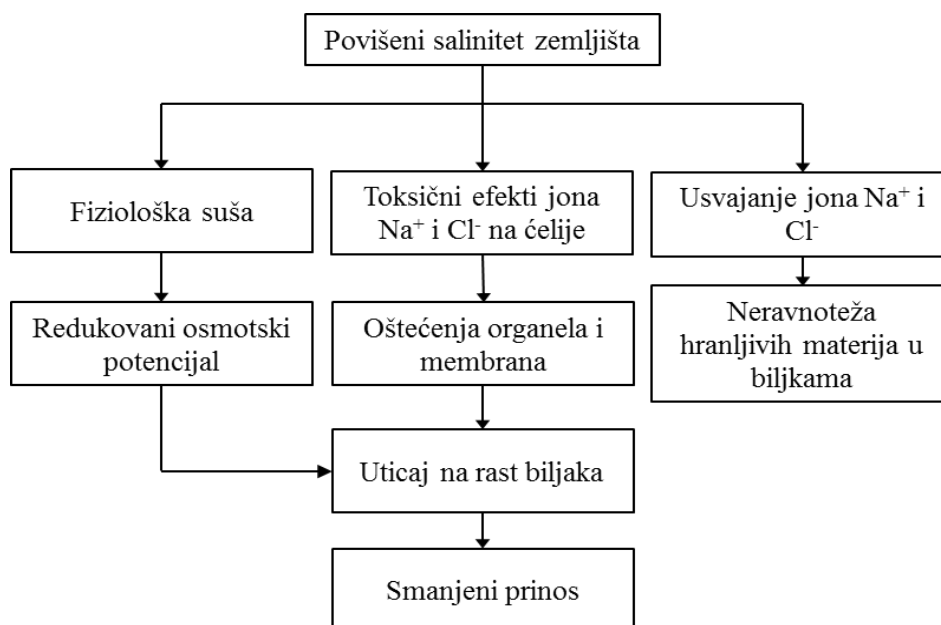 Povišeni salinitet zemljišta
Fiziološka suša
Toksični efekti jona
Na⁺ i Cl⁻ na ćelije
Usvajanje jona Na⁺ i
Cl⁻
Redukovani osmotski
potencijal
Oštećenja organela i
membrana
Neravnoteža
hranljivih materija u
biljkama
Uticaj na rast biljaka
Smanjeni prinos